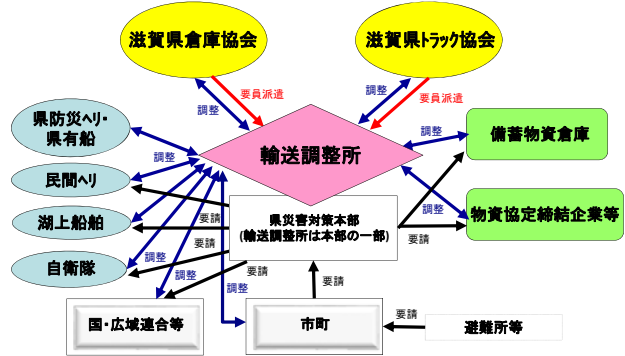 滋賀県倉庫協会
滋賀県ﾄﾗｯｸ協会
調整
要員派遣
調整
要員派遣
県防災ヘリ・
県有船
調整
輸送調整所
調整
備蓄物資倉庫
民間ヘリ
調整
物資協定締結企業等
湖上船舶
要請
県災害対策本部
(輸送調整所は本部の一部)
要請
自衛隊
要請
調整
調整
要請
調整
要請
国・広域連合等
市町
要請
避難所等